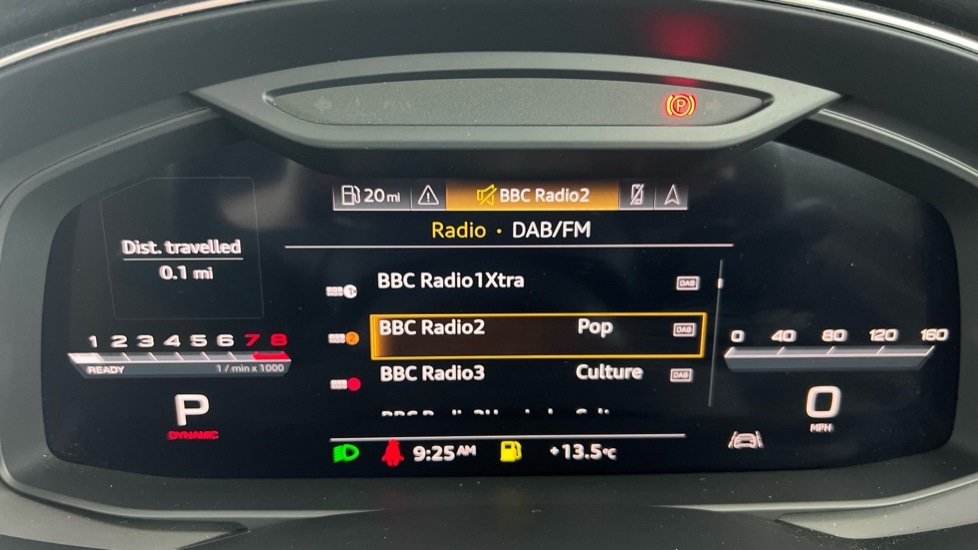 P
20 mi
BBC Radio2
Radio · DAB/FM
Dist. travelled
0.1 mi
BBC Radio1Xtra DAB
BBC Radio2 Pop DAB
BBC Radio3 Culture DAB
1 2 3 4 5 6 7 8
READY 1 / min x 1000
0 40 80 120 160
P
DYNAMIC
0
MPH
9:25 AM
+13.5°C